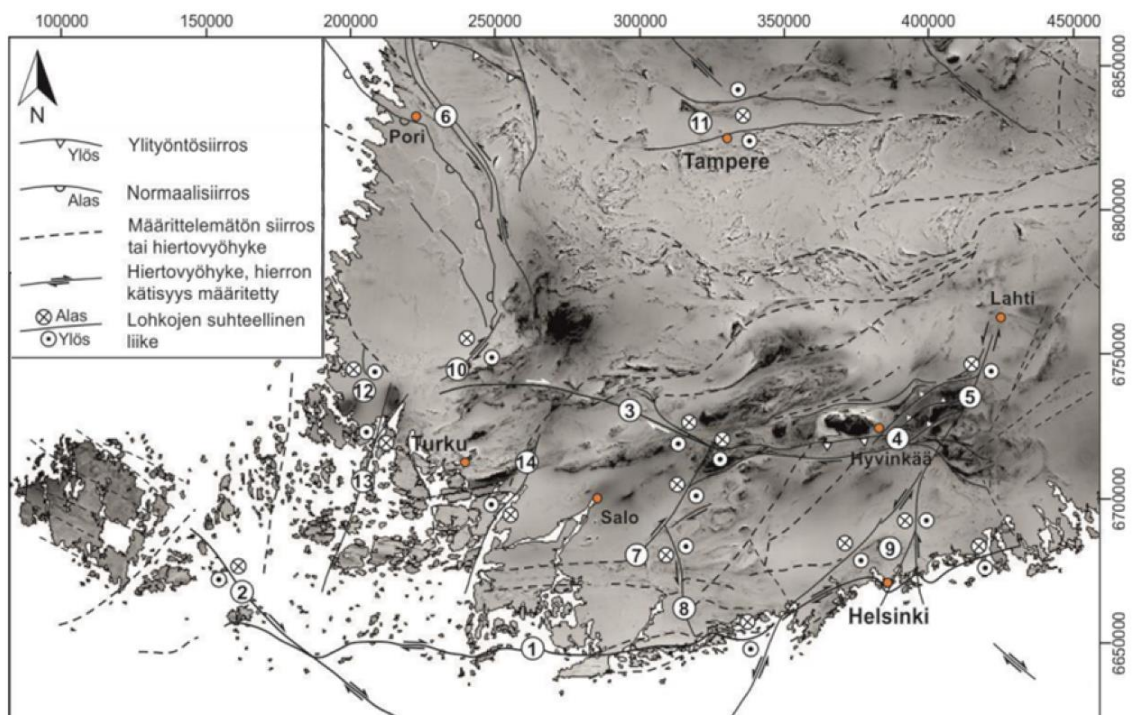 100000 150000 200000 250000 300000 350000 400000 450000
N
Ylös
Ylityöntösiirros
Alas
Normaalisiirros
Määrittelemätön siirros
tai hiertovyöhyke
Hiertovyöhyke, hierron
kätisyys määritetty
Alas
Ylös
Lohkojen suhteellinen
liike
6850000
6800000
6750000
6700000
6650000
6
Pori
11
Tampere
Lahti
10
12
3
5
4
Hyvinkää
Turku
14
13
Salo
7
9
2
8
Helsinki
1